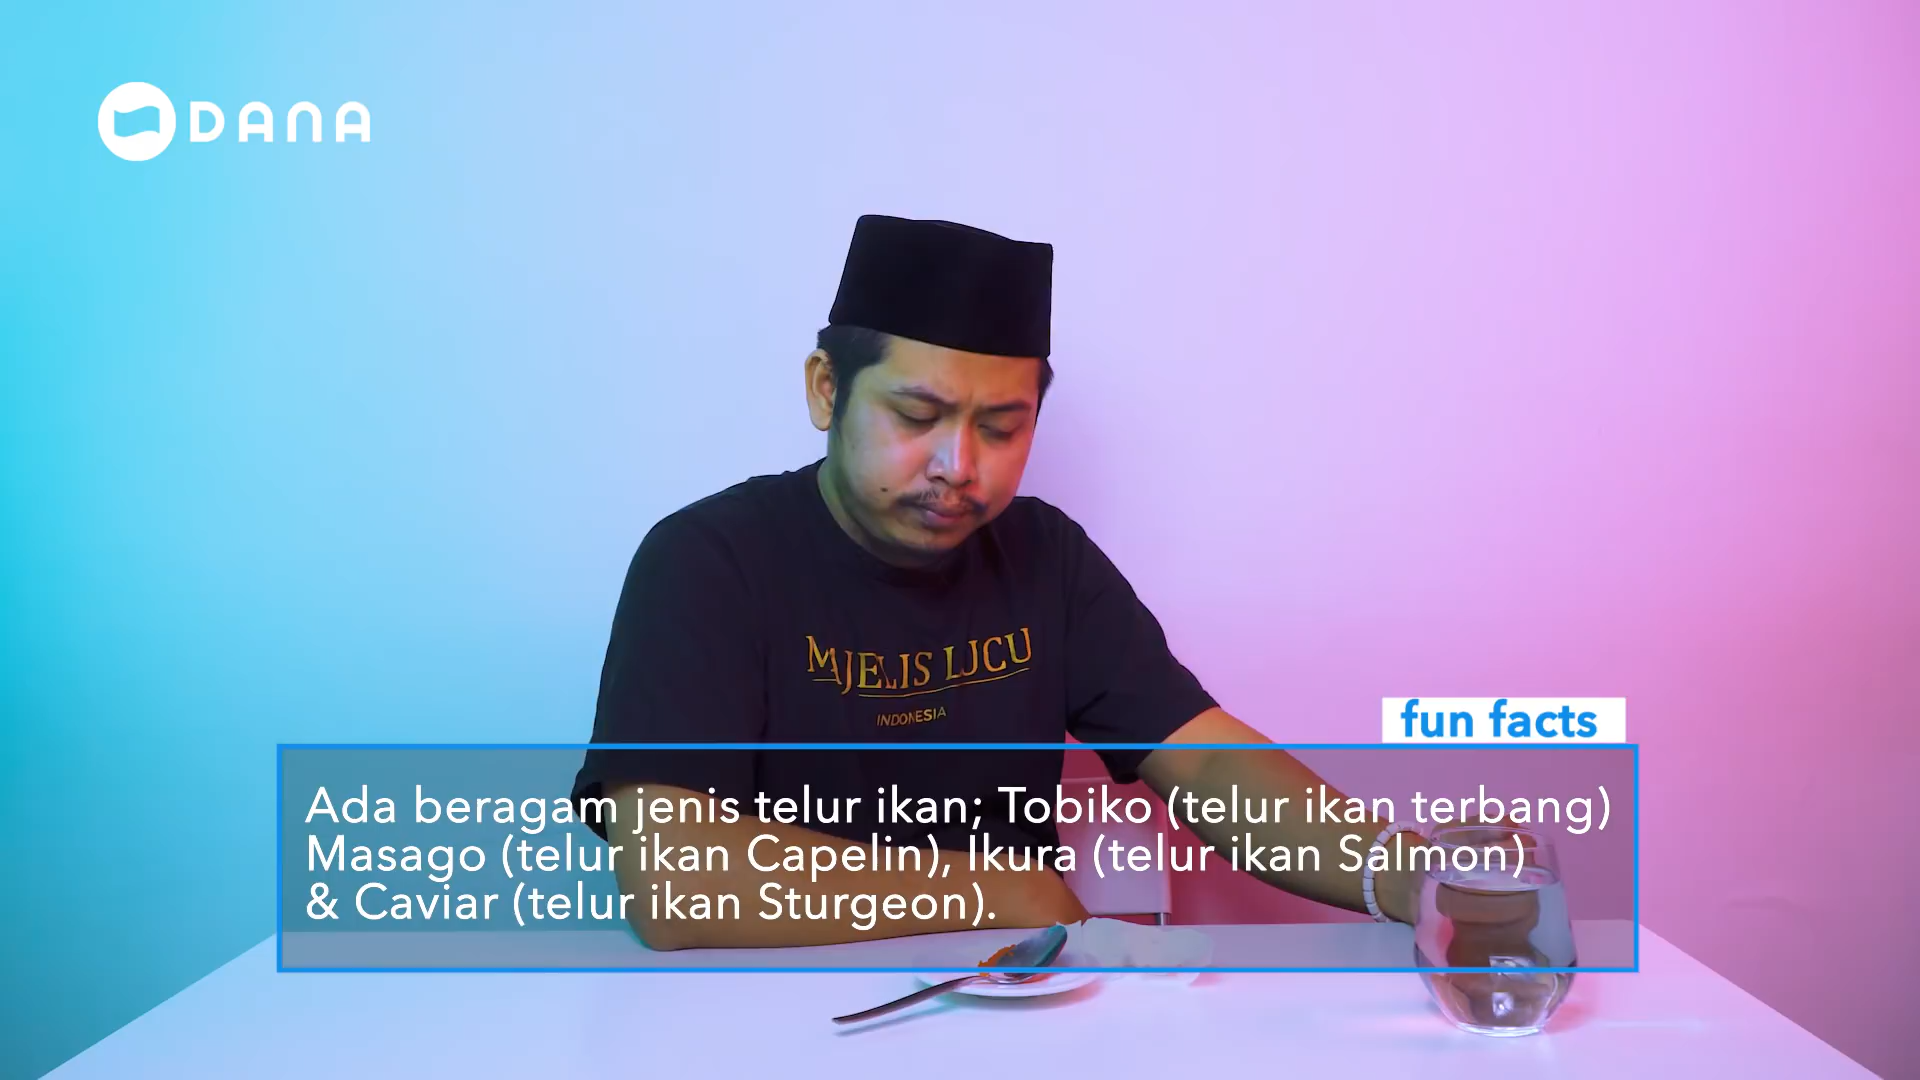 DANA
MAJELIS LUCU
INDONESIA
fun facts
Ada beragam jenis telur ikan; Tobiko (telur ikan terbang)
Masago (telur ikan Capelin), Ikura (telur ikan Salmon)
& Caviar (telur ikan Sturgeon).